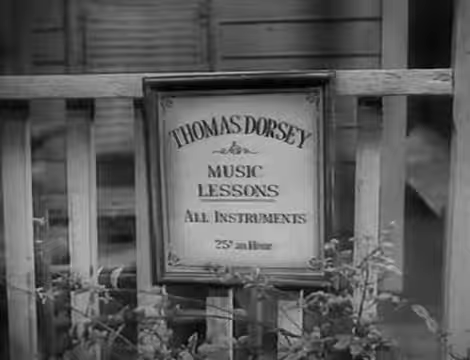 THOMAS DORSEY
MUSIC
LESSONS
ALL INSTRUMENTS
25¢ an Hour